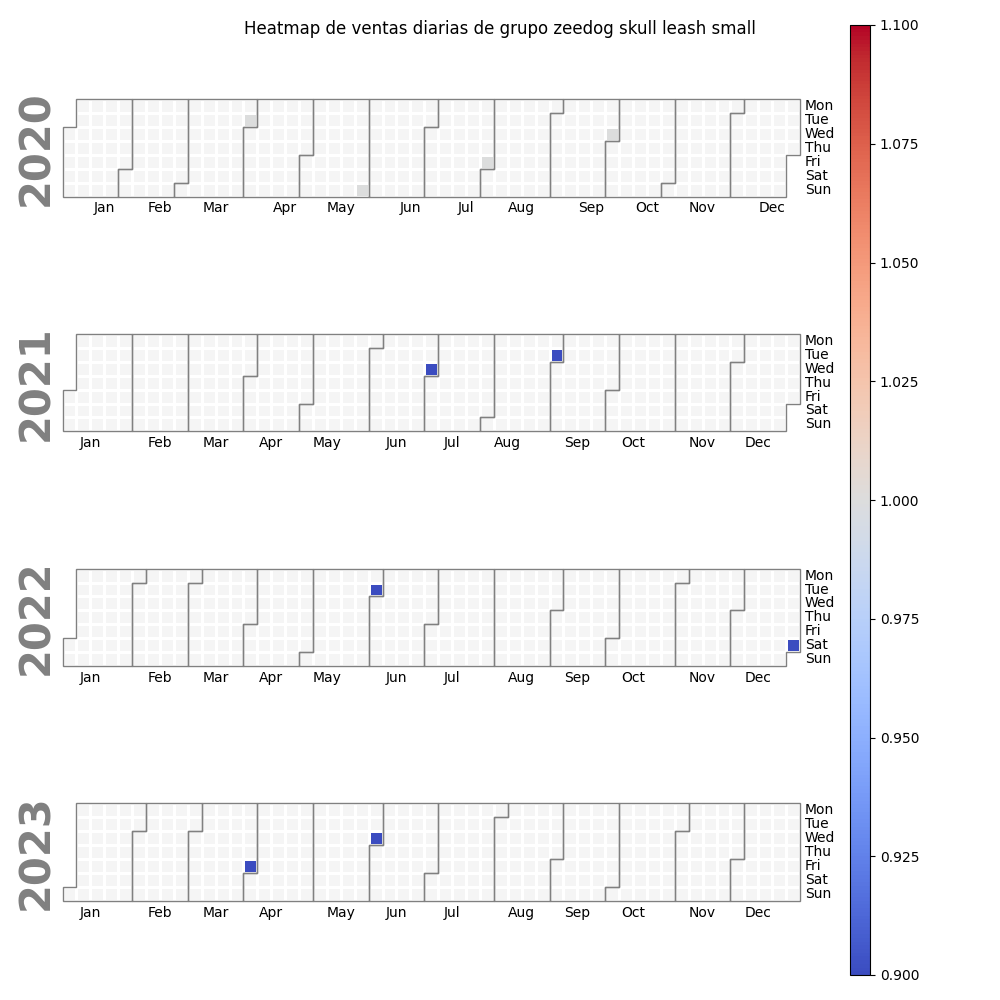 Heatmap de ventas diarias de grupo zeedog skull leash small
2020
Mon
Tue
Wed
Thu
Fri
Sat
Sun
Jan Feb Mar Apr May Jun Jul Aug Sep Oct Nov Dec
2021
Mon
Tue
Wed
Thu
Fri
Sat
Sun
Jan Feb Mar Apr May Jun Jul Aug Sep Oct Nov Dec
2022
Mon
Tue
Wed
Thu
Fri
Sat
Sun
Jan Feb Mar Apr May Jun Jul Aug Sep Oct Nov Dec
2023
Mon
Tue
Wed
Thu
Fri
Sat
Sun
Jan Feb Mar Apr May Jun Jul Aug Sep Oct Nov Dec
1.100
1.075
1.050
1.025
1.000
0.975
0.950
0.925
0.900